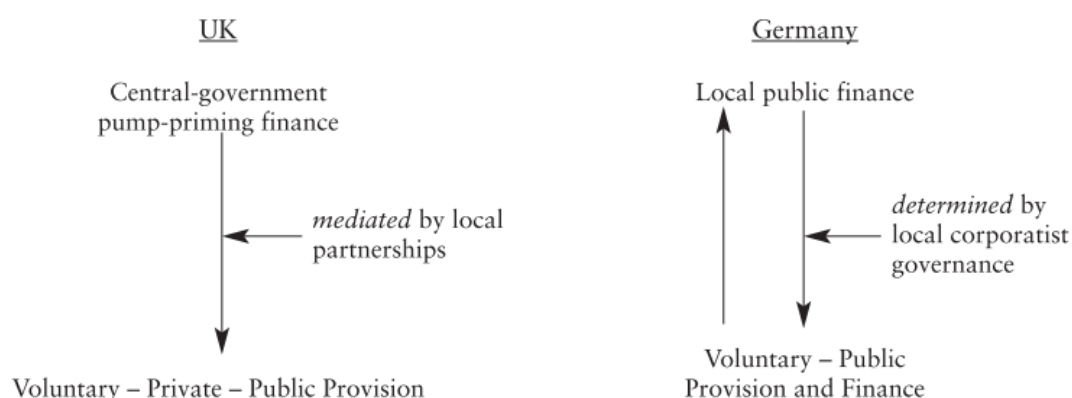 UK
Central-government
pump-priming finance
mediated by local
partnerships
Voluntary – Private – Public Provision
Germany
Local public finance
determined by
local corporatist
governance
Voluntary – Public
Provision and Finance